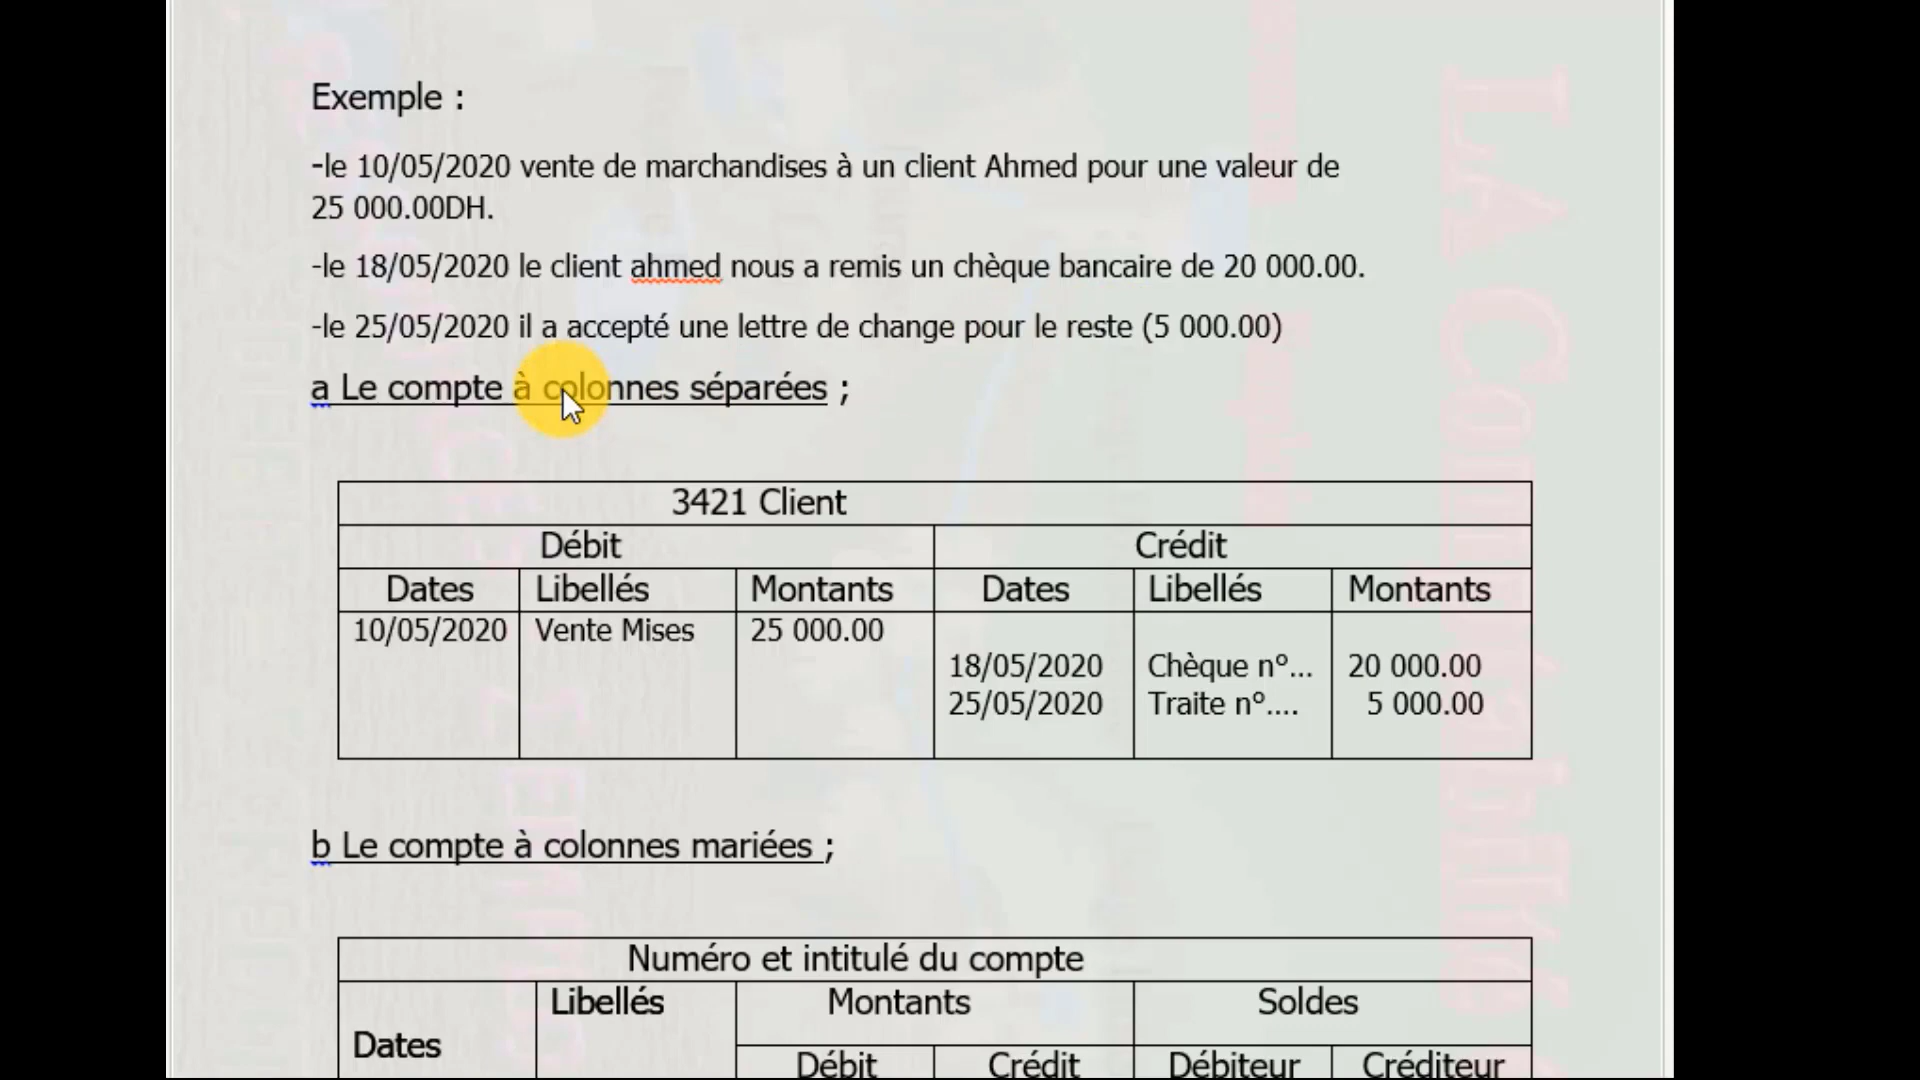 Exemple :
-le 10/05/2020 vente de marchandises à un client Ahmed pour une valeur de
25 000.00DH.
-le 18/05/2020 le client ahmed nous a remis un chèque bancaire de 20 000.00.
-le 25/05/2020 il a accepté une lettre de change pour le reste (5 000.00)
a Le compte à colonnes séparées ;
3421 Client
Débit Crédit
Dates Libellés Montants Dates Libellés Montants
10/05/2020 Vente Mises 25 000.00
18/05/2020 Chèque n°... 20 000.00
25/05/2020 Traite n°.... 5 000.00
b Le compte à colonnes mariées ;
Numéro et intitulé du compte
Libellés Montants Soldes
Dates
Débit Crédit Débiteur Créditeur